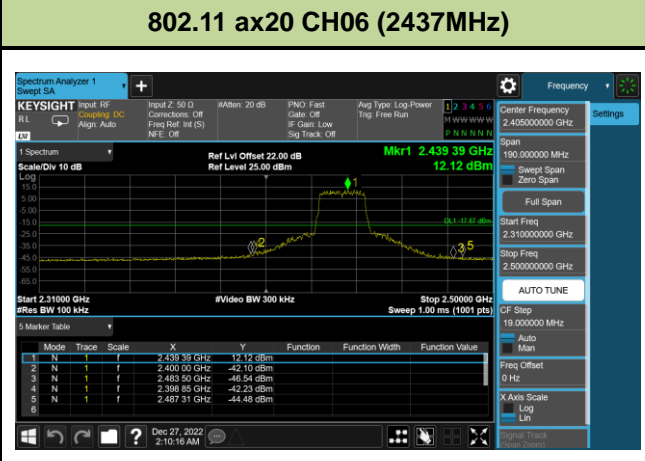 802.11 ax20 CH06 (2437MHz)
Spectrum Analyzer 1
Swept SA
Frequency
KEYSIGHT
RL
LXI
Input: RF
Coupling: DC
Align: Auto
Input Z: 50 Ω
Corrections: Off
Freq Ref: Int (S)
NFE: Off
#Atten: 20 dB
PNO: Fast
Gate: Off
IF Gain: Low
Sig Track: Off
Avg Type: Log-Power
Trig: Free Run
1 2 3 4 5 6
M W W W W W
P N N N N N
1 Spectrum
Scale/Div 10 dB
Ref Lvl Offset 22.00 dB
Ref Level 25.00 dBm
Mkr1 2.439 39 GHz
12.12 dBm
Log
15.0
5.00
-5.00
-15.0
-25.0
-35.0
-45.0
-55.0
-65.0
1
DL1 -17.87 dBm
2
3
5
Start 2.31000 GHz
#Res BW 100 kHz
#Video BW 300 kHz
Stop 2.50000 GHz
Sweep 1.00 ms (1001 pts)
5 Marker Table
Mode Trace Scale X Y Function Function Width Function Value
1 N 1 f 2.439 39 GHz 12.12 dBm
2 N 1 f 2.400 00 GHz -42.10 dBm
3 N 1 f 2.483 50 GHz -46.54 dBm
4 N 1 f 2.398 85 GHz -42.23 dBm
5 N 1 f 2.487 31 GHz -44.48 dBm
6
Dec 27, 2022
2:10:16 AM
Center Frequency
2.405000000 GHz
Settings
Span
190.000000 MHz
Swept Span
Zero Span
Full Span
Start Freq
2.310000000 GHz
Stop Freq
2.500000000 GHz
AUTO TUNE
CF Step
19.000000 MHz
Auto
Man
Freq Offset
0 Hz
X Axis Scale
Log
Lin
Signal Track
(Span Zoom)